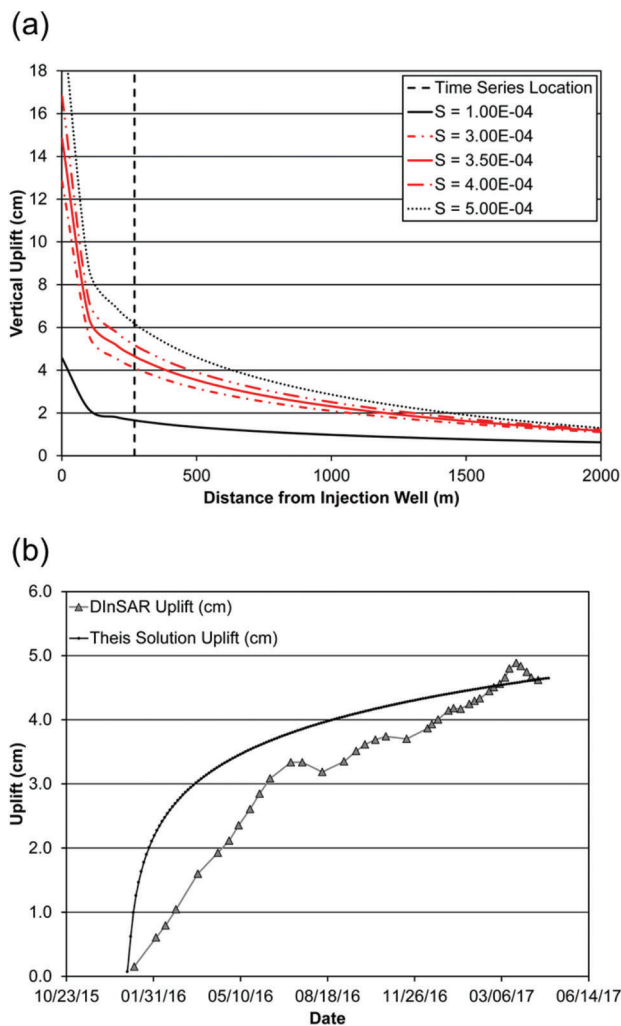 (a)
18
16
14
12
10
8
6
4
2
0
Vertical Uplift (cm)
Time Series Location
S = 1.00E-04
S = 3.00E-04
S = 3.50E-04
S = 4.00E-04
S = 5.00E-04
0 500 1000 1500 2000
Distance from Injection Well (m)
(b)
6.0
5.0
4.0
3.0
2.0
1.0
0.0
Uplift (cm)
DInSAR Uplift (cm)
Theis Solution Uplift (cm)
10/23/15 01/31/16 05/10/16 08/18/16 11/26/16 03/06/17 06/14/17
Date